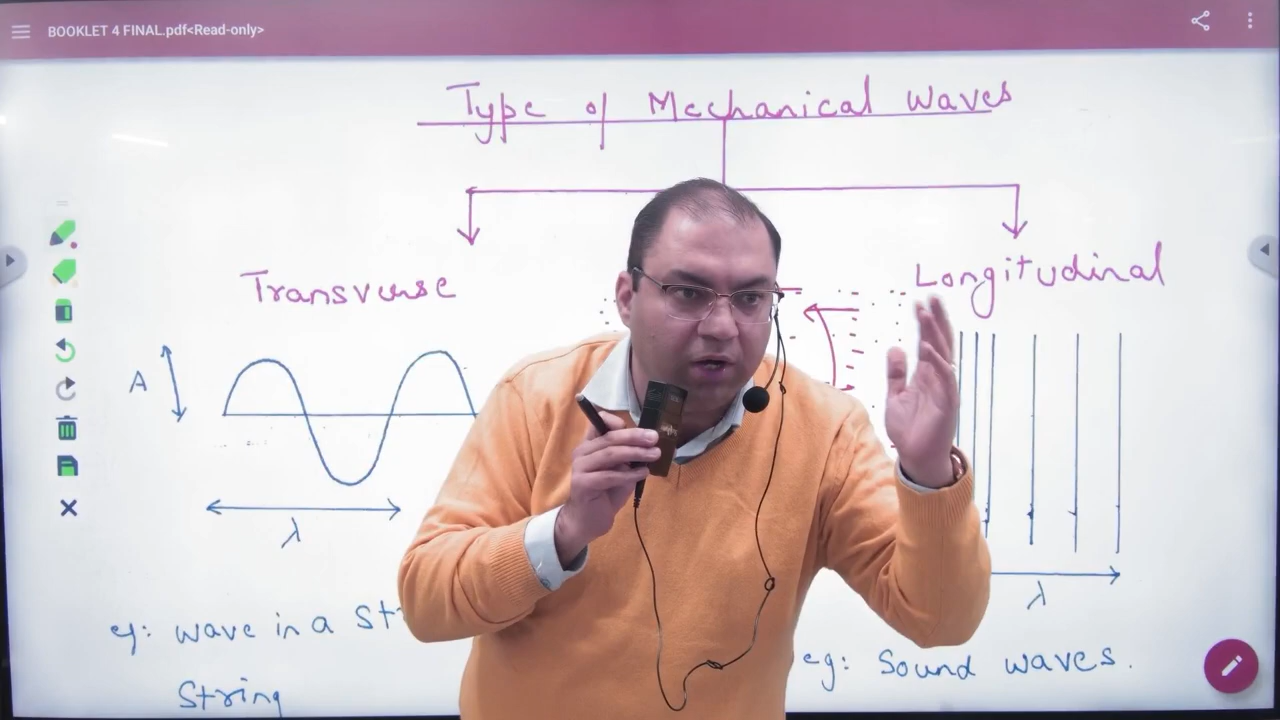 BOOKLET 4 FINAL.pdf<Read-only>
Type of Mechanical Waves
Transverse
Longitudinal
A
λ
λ
eg: wave in a
String
eg: Sound waves.